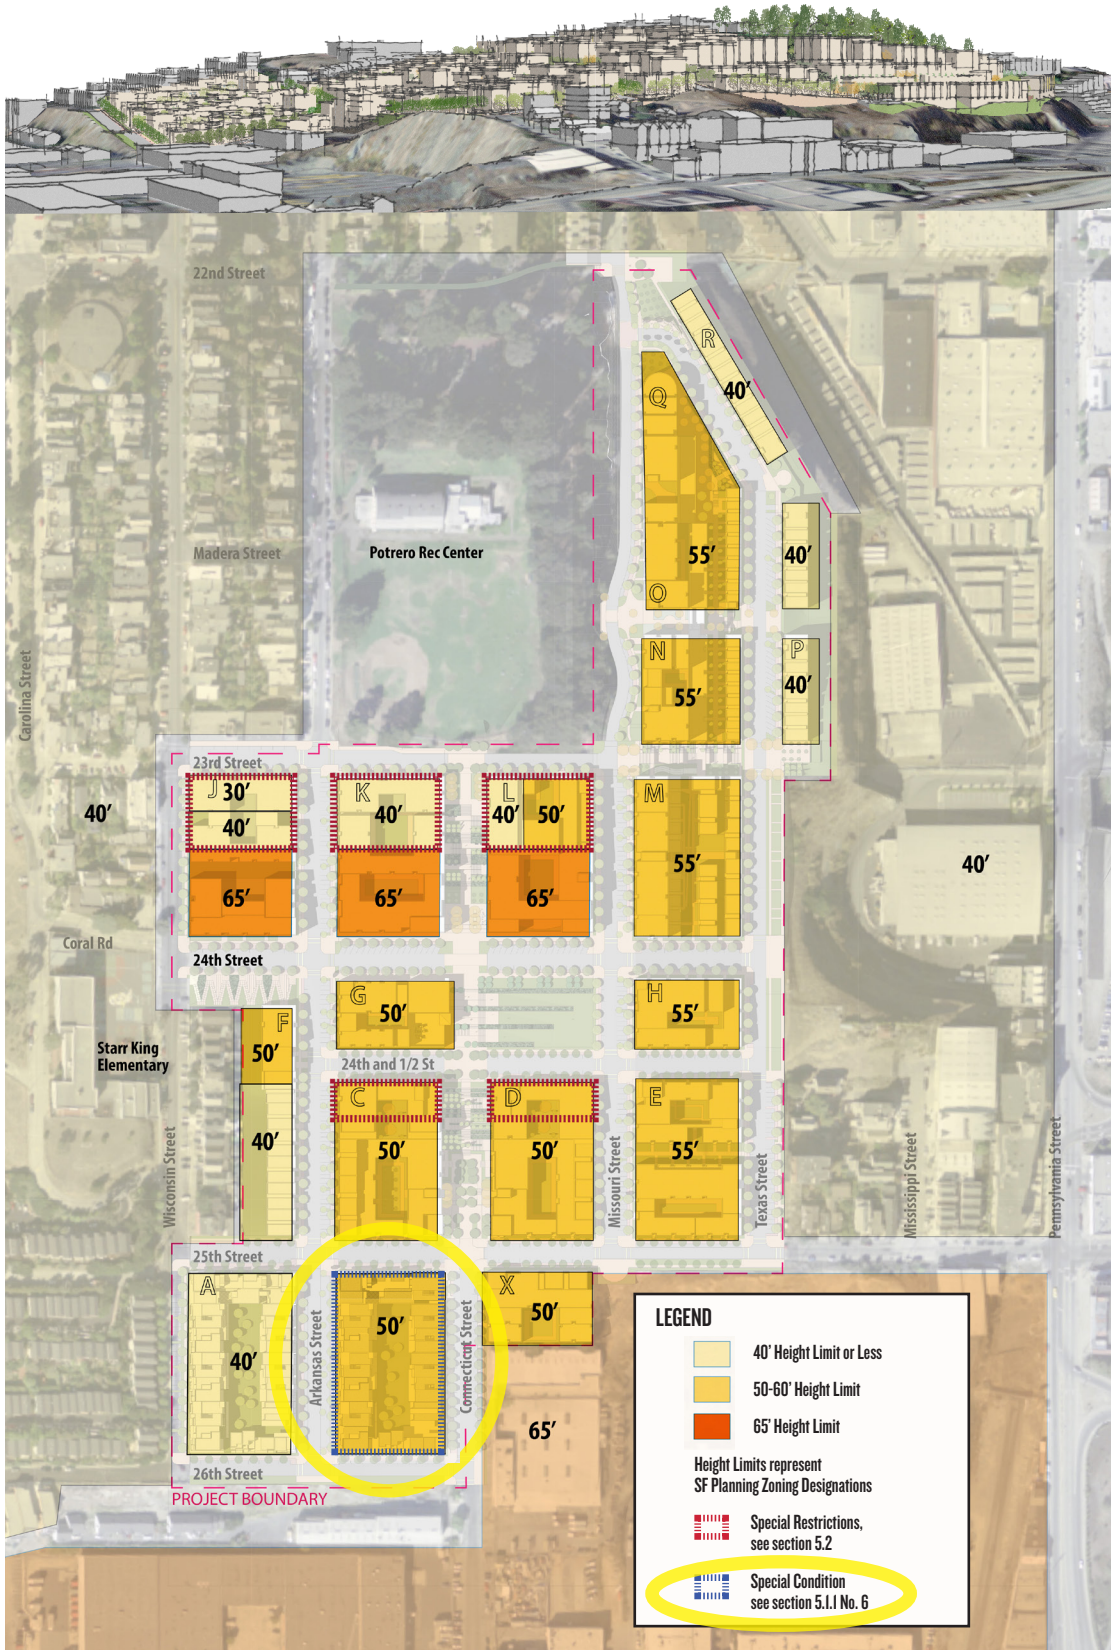 22nd Street
R
40'
Q
Madera Street
Potrero Rec Center
55'
40'
O
N
P
55'
40'
Carolina Street
23rd Street
J
30'
K
L
M
40'
40'
40'
40'
50'
55'
40'
65'
65'
65'
Coral Rd
24th Street
G
H
50'
55'
F
Starr King
Elementary
50'
24th and 1/2 St
C
D
E
40'
50'
50'
55'
Wisconsin Street
Missouri Street
Texas Street
Mississippi Street
Pennsylvania Street
25th Street
A
X
50'
50'
40'
Arkansas Street
Connecticut Street
65'
26th Street
PROJECT BOUNDARY
LEGEND
40' Height Limit or Less
50-60' Height Limit
65' Height Limit
Height Limits represent
SF Planning Zoning Designations
Special Restrictions,
see section 5.2
Special Condition
see section 5.1.1 No. 6